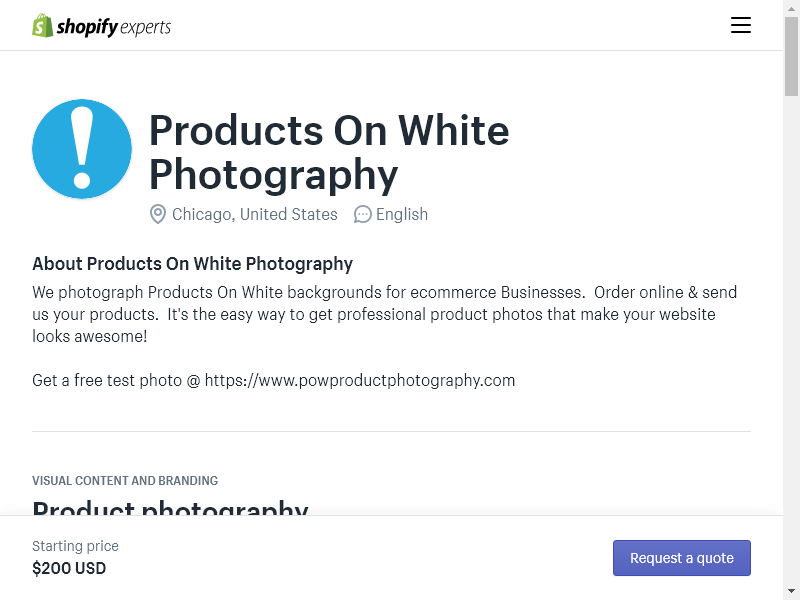 shopify experts
Products On White
Photography
Chicago, United States English
About Products On White Photography
We photograph Products On White backgrounds for ecommerce Businesses.  Order online & send
us your products.  It's the easy way to get professional product photos that make your website
looks awesome!
Get a free test photo @ https://www.powproductphotography.com
VISUAL CONTENT AND BRANDING
Product photography
Starting price
$200 USD
Request a quote